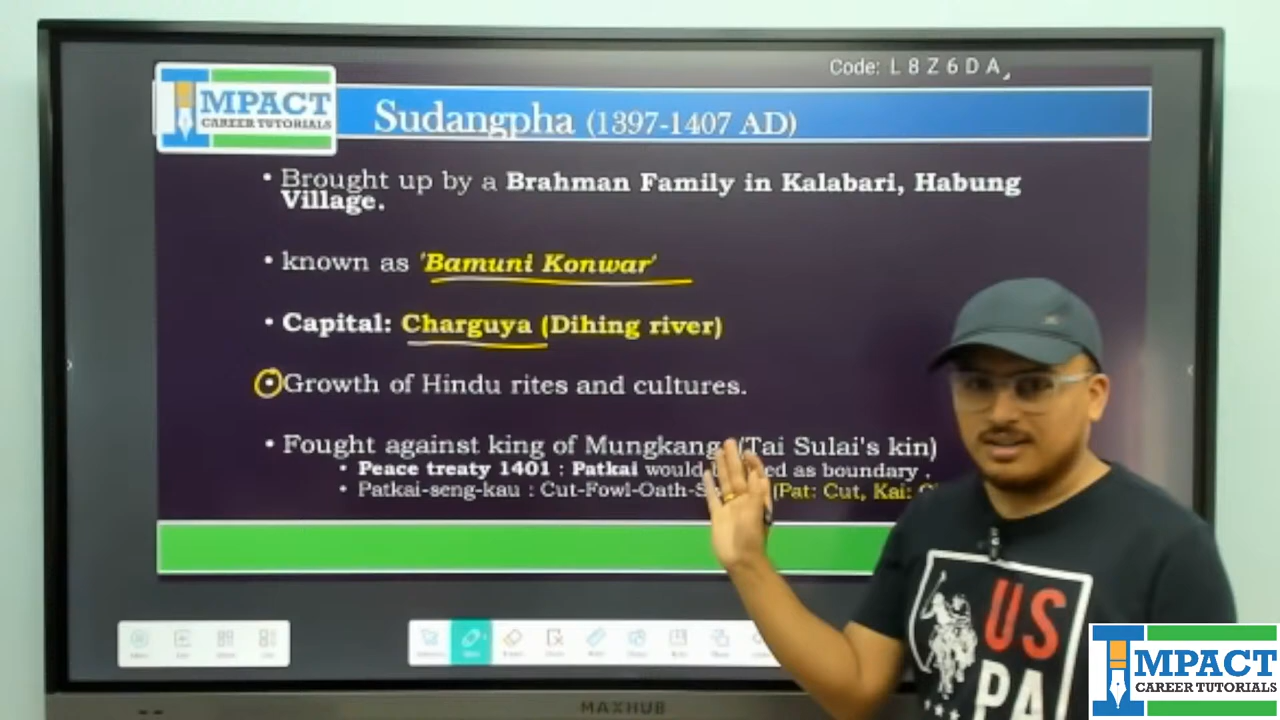 Code: L 8 Z 6 D A
IMPACT
CAREER TUTORIALS
Sudangpha (1397-1407 AD)
• Brought up by a Brahman Family in Kalabari, Habung
Village.
• known as 'Bamuni Konwar'
• Capital: Charguya (Dihing river)
• Growth of Hindu rites and cultures.
• Fought against king of Mungkang (Tai Sulai's kin)
• Peace treaty 1401 : Patkai would as boundary .
• Patkai-seng-kau : Cut-Fowl-Oath- (Pat: Cut, Kai:
US
PA
MAXHUB
IMPACT
CAREER TUTORIALS